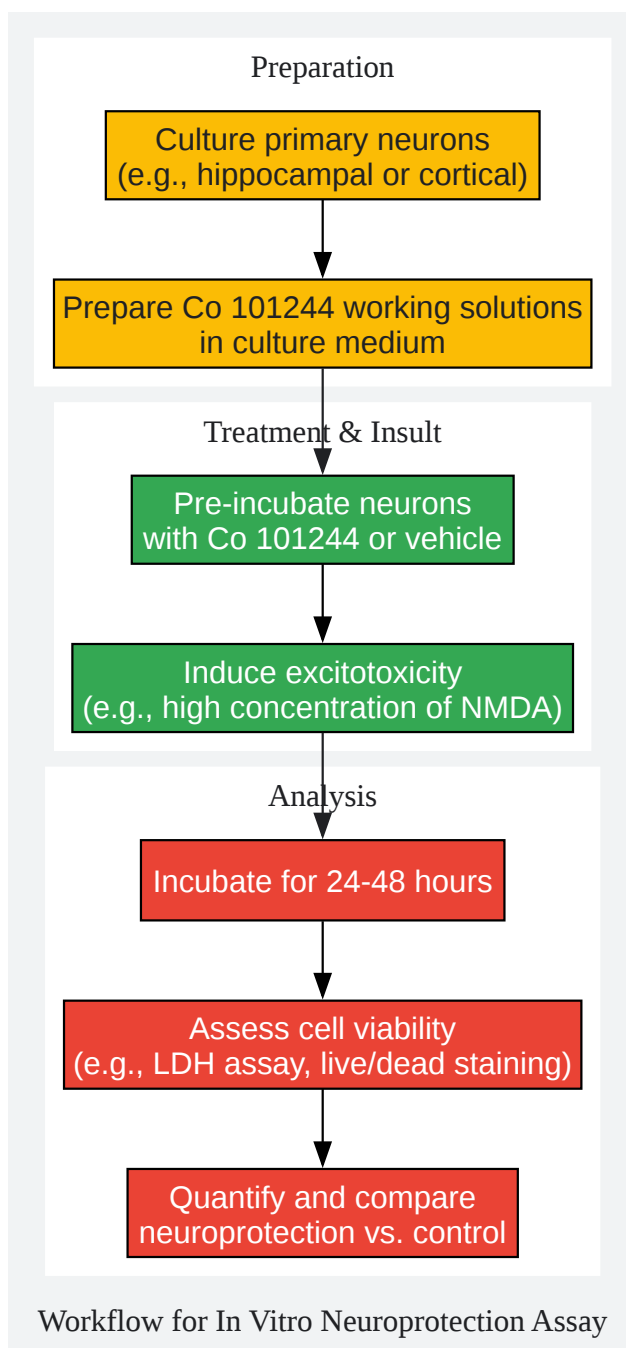 Preparation
Culture primary neurons
(e.g., hippocampal or cortical)
Prepare Co 101244 working solutions
in culture medium
Treatment & Insult
Pre-incubate neurons
with Co 101244 or vehicle
Induce excitotoxicity
(e.g., high concentration of NMDA)
Analysis
Incubate for 24-48 hours
Assess cell viability
(e.g., LDH assay, live/dead staining)
Quantify and compare
neuroprotection vs. control
Workflow for In Vitro Neuroprotection Assay